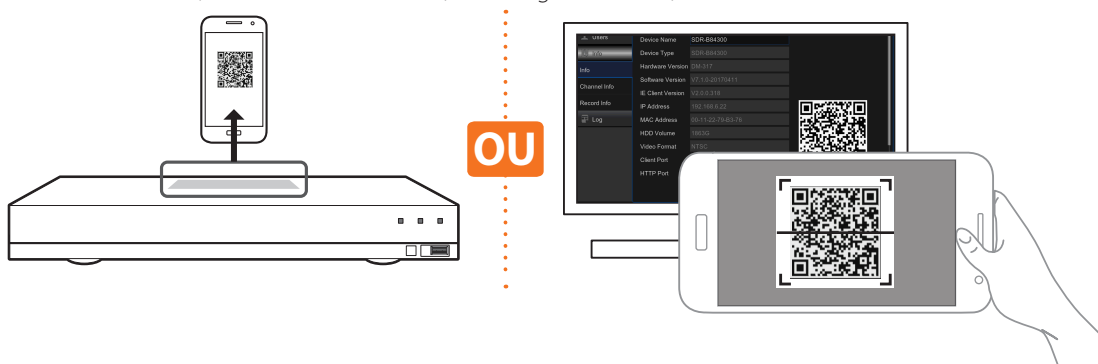 OU
Users
Info
Info
Channel Info
Record Info
Log
Device Name SDR-B84300
Device Type SDR-B84300
Hardware Version DM-317
Software Version V7.1.0-20170411
IE Client Version V2.0.0.318
IP Address 192.168.6.22
MAC Address 00-11-22-79-B3-76
HDD Volume 1863G
Video Format NTSC
Client Port
HTTP Port